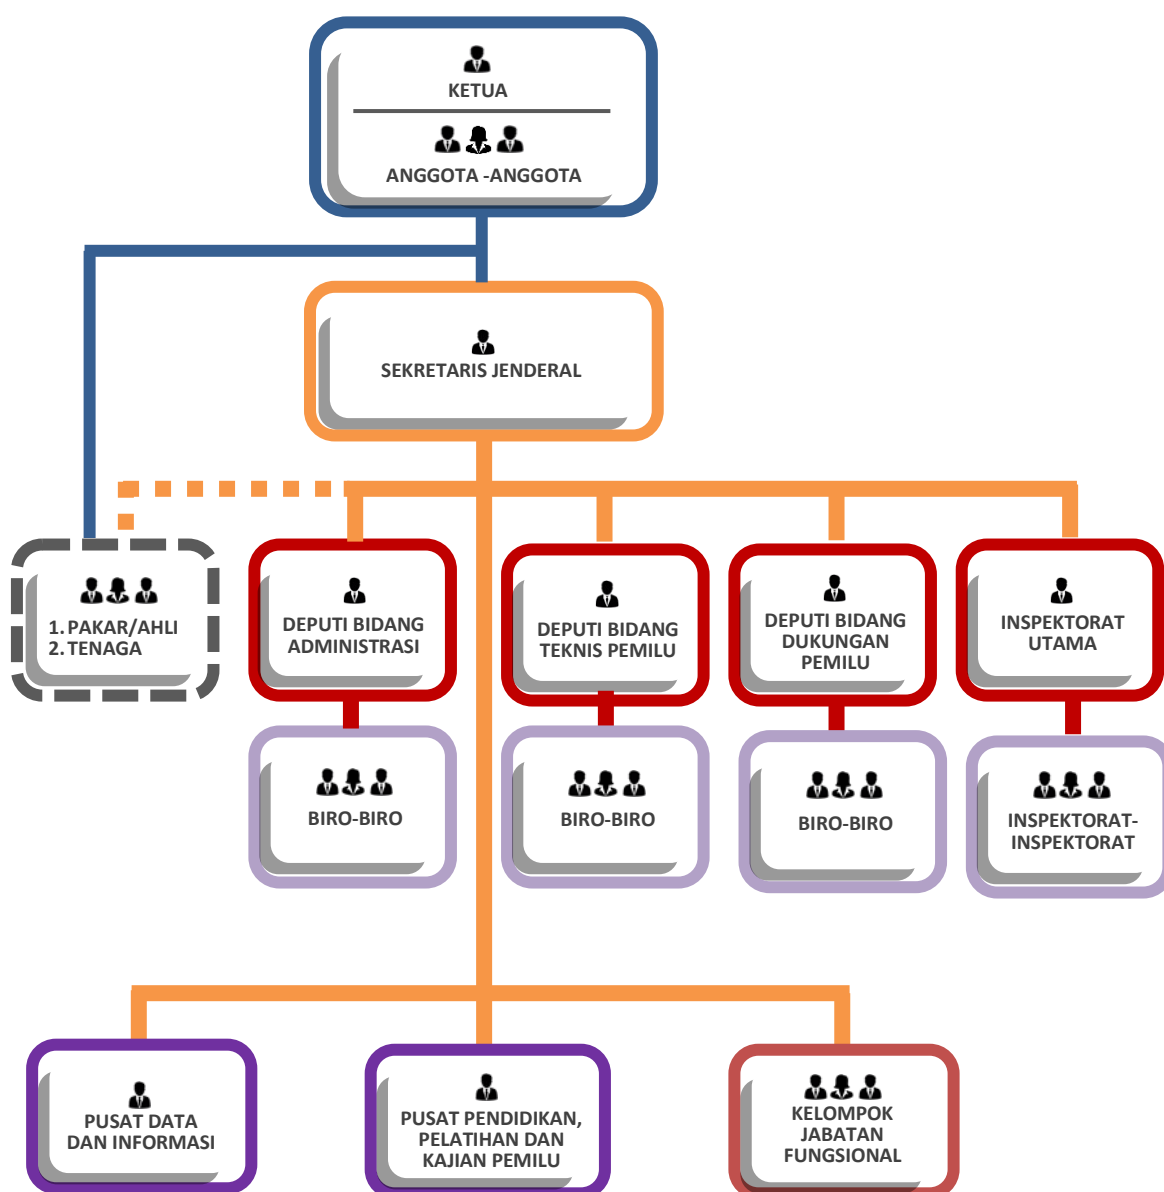 KETUA
ANGGOTA -ANGGOTA
SEKRETARIS JENDERAL
1. PAKAR/AHLI
2. TENAGA
DEPUTI BIDANG
ADMINISTRASI
DEPUTI BIDANG
TEKNIS PEMILU
DEPUTI BIDANG
DUKUNGAN
PEMILU
INSPEKTORAT
UTAMA
BIRO-BIRO
BIRO-BIRO
BIRO-BIRO
INSPEKTORAT-
INSPEKTORAT
PUSAT DATA
DAN INFORMASI
PUSAT PENDIDIKAN,
PELATIHAN DAN
KAJIAN PEMILU
KELOMPOK
JABATAN
FUNGSIONAL